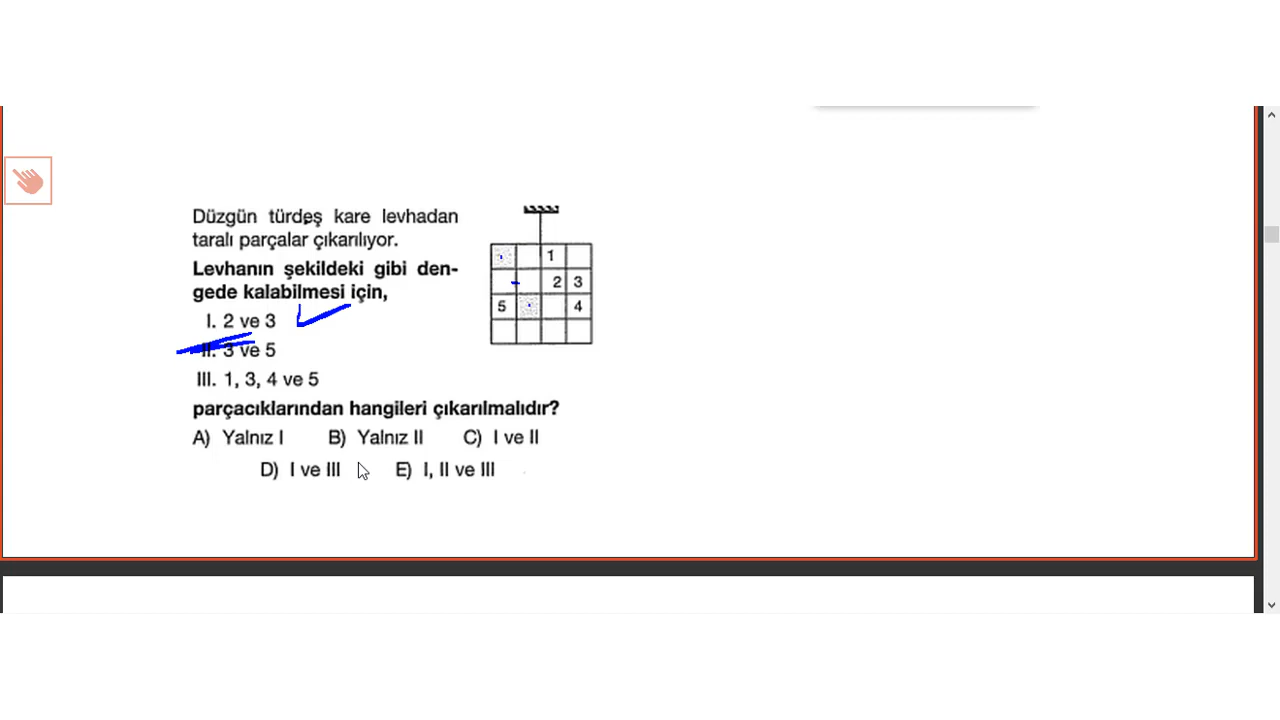 Düzgün türdeş kare levhadan
taralı parçalar çıkarılıyor.
Levhanın şekildeki gibi den-
gede kalabilmesi için,
I. 2 ve 3
II. 3 ve 5
III. 1, 3, 4 ve 5
parçacıklarından hangileri çıkarılmalıdır?
A) Yalnız I B) Yalnız II C) I ve II
D) I ve III E) I, II ve III
1
2 3
5 4